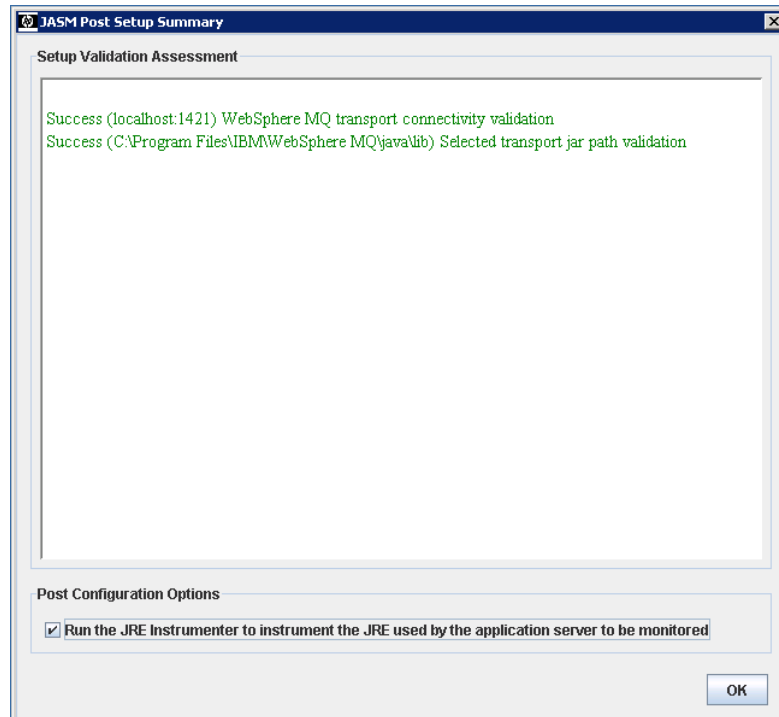 JASM Post Setup Summary
Setup Validation Assessment
Success (localhost:1421) WebSphere MQ transport connectivity validation
Success (C:\Program Files\IBM\WebSphere MQ\java\lib) Selected transport jar path validation
Post Configuration Options
Run the JRE Instrumenter to instrument the JRE used by the application server to be monitored
OK